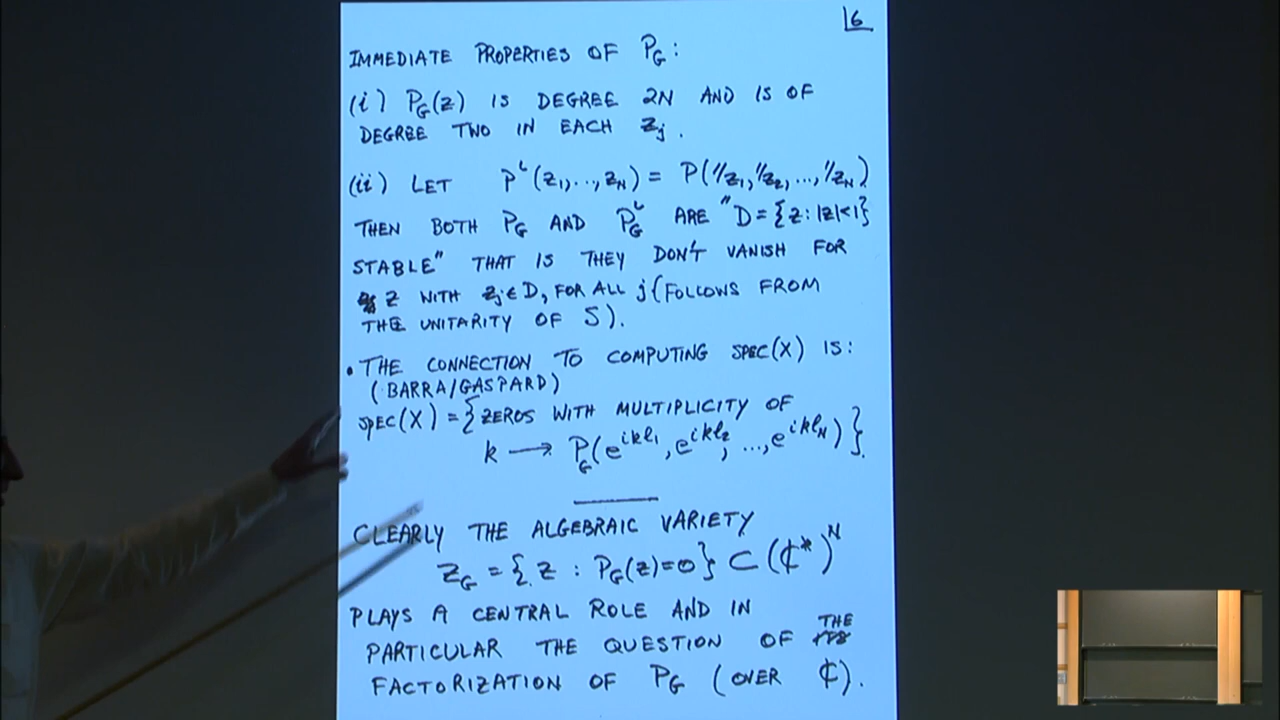 6
IMMEDIATE PROPERTIES OF P_G :
(i) P_G(z) IS DEGREE 2N AND IS OF
DEGREE TWO IN EACH z_j .
(ii) LET P^ι(z_1,...,z_N) = P(1/z_1, 1/z_2, ..., 1/z_N)
THEN BOTH P_G AND P_G^ι ARE "D = {z : |z|<1}
STABLE" THAT IS THEY DON'T VANISH FOR
z WITH z_j ∈ D, FOR ALL j (FOLLOWS FROM
THE UNITARITY OF S).
• THE CONNECTION TO COMPUTING SPEC(X) IS :
(BARRA/GASPARD)
SPEC(X) = {ZEROS WITH MULTIPLICITY OF
k → P_G(e^{ikℓ_1}, e^{ikℓ_2}, ..., e^{ikℓ_N})}.
CLEARLY THE ALGEBRAIC VARIETY
Z_G = {z : P_G(z)=0} ⊂ (ℂ*)^N
PLAYS A CENTRAL ROLE AND IN
PARTICULAR THE QUESTION OF THE
FACTORIZATION OF P_G (OVER ℂ).